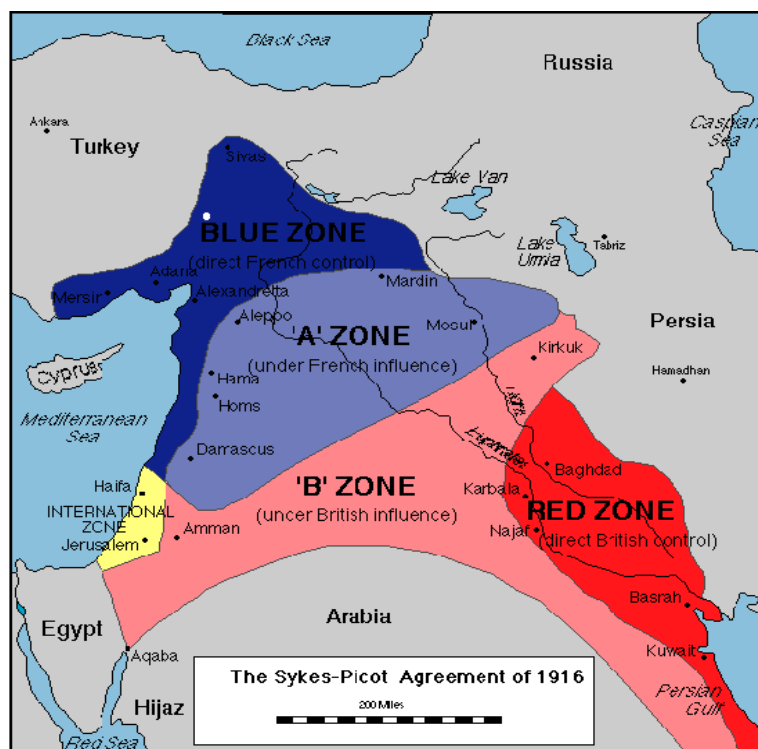 Black Sea
Russia
Ankara
Turkey
Sivas
Caspian
Sea
Lake Van
BLUE ZONE
(direct French control)
Lake
Urmia
Tabriz
Adana
Mersin
Alexandretta
Mardin
Aleppo
'A' ZONE
(under French influence)
Mosul
Persia
Kirkuk
Cyprus
Hama
Homs
Hamadhan
Tigris
Mediterranean
Sea
Damascus
Euphrates
Baghdad
Haifa
'B' ZONE
(under British influence)
Karbala
INTERNATIONAL
ZONE
RED ZONE
(direct British control)
Jerusalem
Amman
Najaf
Basrah
Egypt
Arabia
Aqaba
Kuwait
The Sykes-Picot Agreement of 1916
200 Miles
Persian
Gulf
Hijaz
Red Sea